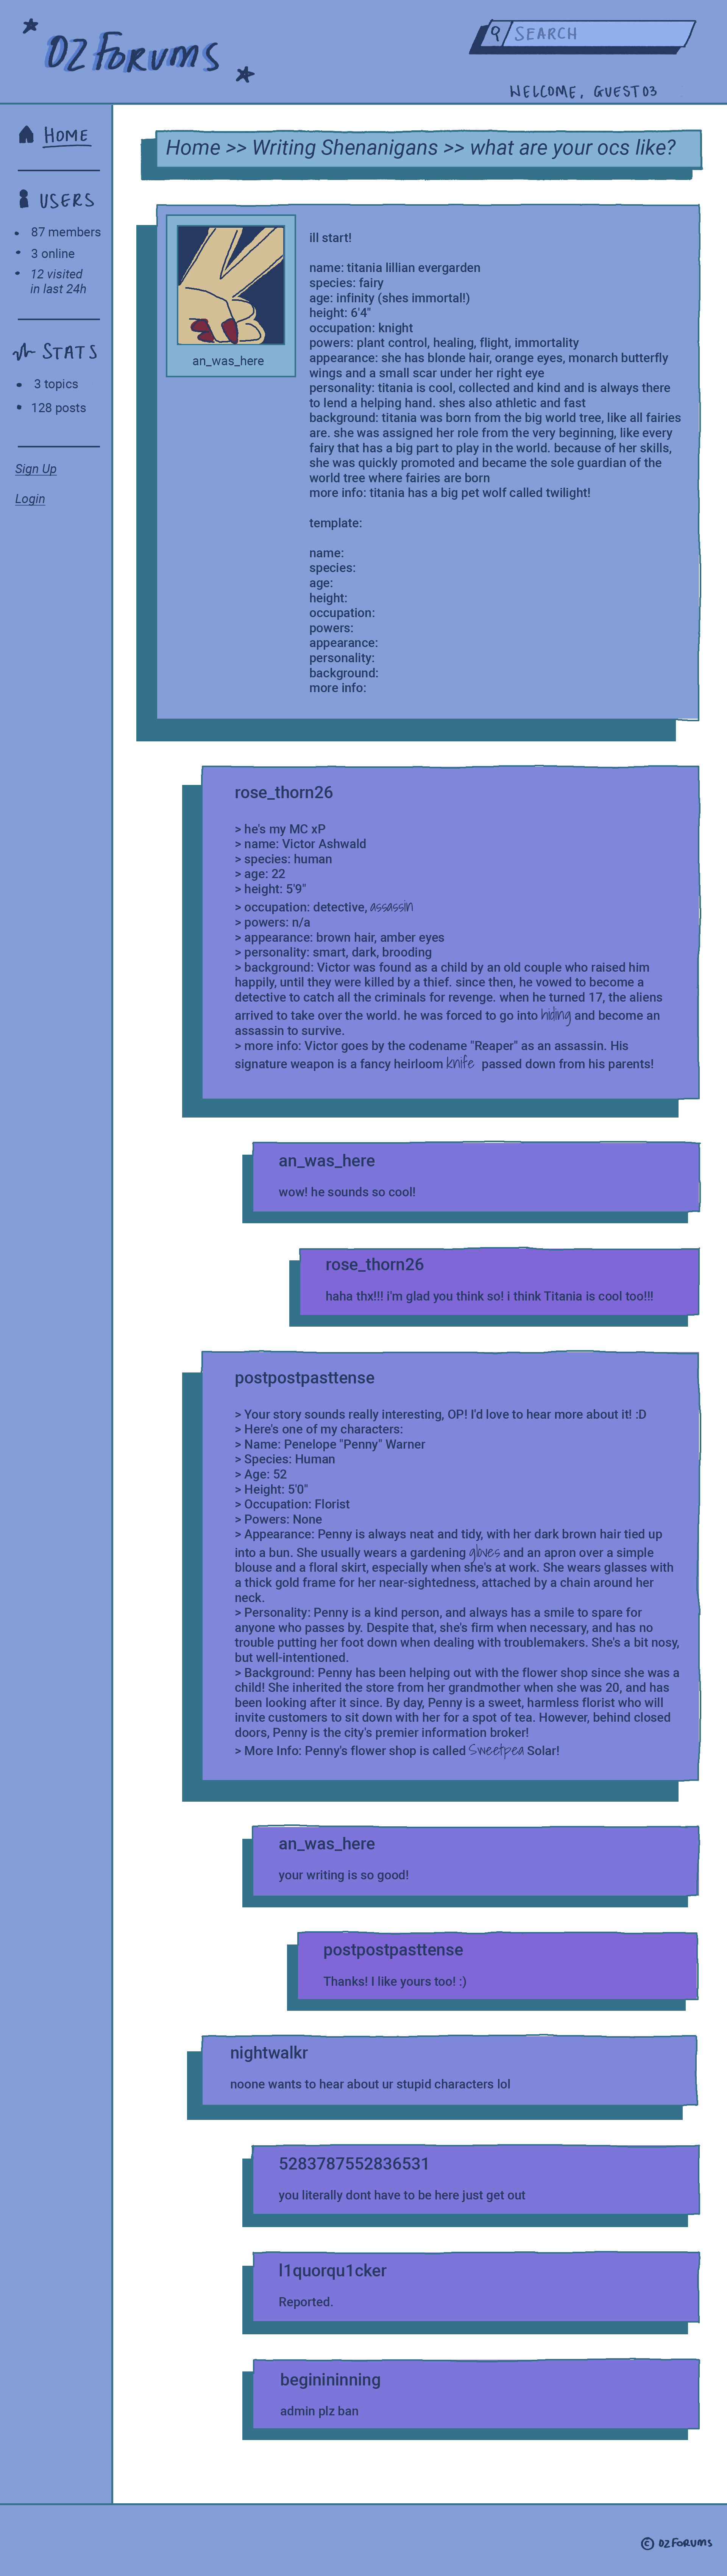 OZ FORUMS
SEARCH
WELCOME, GUEST03
HOME
USERS
87 members
3 online
12 visited
in last 24h
STATS
3 topics
128 posts
Sign Up
Login
Home >> Writing Shenanigans >> what are your ocs like?
an_was_here
ill start!
name: titania lillian evergarden
species: fairy
age: infinity (shes immortal!)
height: 6'4"
occupation: knight
powers: plant control, healing, flight, immortality
appearance: she has blonde hair, orange eyes, monarch butterfly
wings and a small scar under her right eye
personality: titania is cool, collected and kind and is always there
to lend a helping hand. shes also athletic and fast
background: titania was born from the big world tree, like all fairies
are. she was assigned her role from the very beginning, like every
fairy that has a big part to play in the world. because of her skills,
she was quickly promoted and became the sole guardian of the
world tree where fairies are born
more info: titania has a big pet wolf called twilight!
template:
name:
species:
age:
height:
occupation:
powers:
appearance:
personality:
background:
more info:
rose_thorn26
> he's my MC xP
> name: Victor Ashwald
> species: human
> age: 22
> height: 5'9"
> occupation: detective, assassin
> powers: n/a
> appearance: brown hair, amber eyes
> personality: smart, dark, brooding
> background: Victor was found as a child by an old couple who raised him
happily, until they were killed by a thief. since then, he vowed to become a
detective to catch all the criminals for revenge. when he turned 17, the aliens
arrived to take over the world. he was forced to go into hiding and become an
assassin to survive.
> more info: Victor goes by the codename "Reaper" as an assassin. His
signature weapon is a fancy heirloom knife passed down from his parents!
an_was_here
wow! he sounds so cool!
rose_thorn26
haha thx!!! i'm glad you think so! i think Titania is cool too!!!
postpostpasttense
> Your story sounds really interesting, OP! I'd love to hear more about it! :D
> Here's one of my characters:
> Name: Penelope "Penny" Warner
> Species: Human
> Age: 52
> Height: 5'0"
> Occupation: Florist
> Powers: None
> Appearance: Penny is always neat and tidy, with her dark brown hair tied up
into a bun. She usually wears a gardening gloves and an apron over a simple
blouse and a floral skirt, especially when she's at work. She wears glasses with
a thick gold frame for her near-sightedness, attached by a chain around her
neck.
> Personality: Penny is a kind person, and always has a smile to spare for
anyone who passes by. Despite that, she's firm when necessary, and has no
trouble putting her foot down when dealing with troublemakers. She's a bit nosy,
but well-intentioned.
> Background: Penny has been helping out with the flower shop since she was a
child! She inherited the store from her grandmother when she was 20, and has
been looking after it since. By day, Penny is a sweet, harmless florist who will
invite customers to sit down with her for a spot of tea. However, behind closed
doors, Penny is the city's premier information broker!
> More Info: Penny's flower shop is called Sweetpea Solar!
an_was_here
your writing is so good!
postpostpasttense
Thanks! I like yours too! :)
nightwalkr
noone wants to hear about ur stupid characters lol
5283787552836531
you literally dont have to be here just get out
l1quorqu1cker
Reported.
beginininning
admin plz ban
© OZ FORUMS